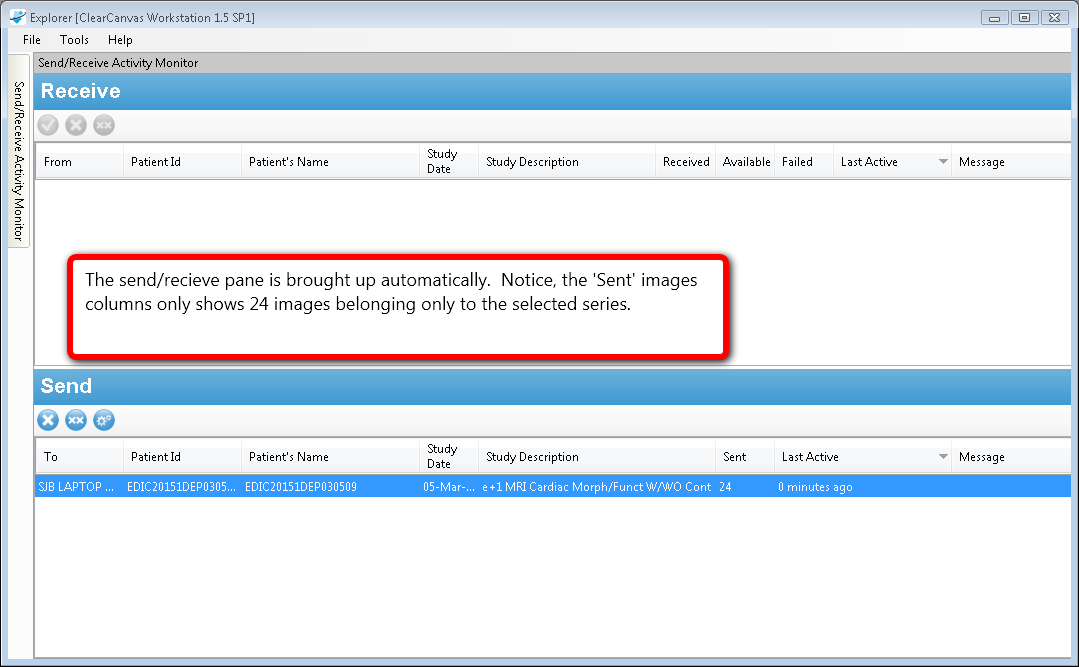 Explorer [ClearCanvas Workstation 1.5 SP1]
File Tools Help
Send/Receive Activity Monitor
Send/Receive Activity Monitor
Receive
From Patient Id Patient's Name Study Date Study Description Received Available Failed Last Active Message
The send/recieve pane is brought up automatically. Notice, the 'Sent' images
columns only shows 24 images belonging only to the selected series.
Send
To Patient Id Patient's Name Study Date Study Description Sent Last Active Message
SJB LAPTOP ... EDIC20151DEP0305... EDIC20151DEP030509 05-Mar-... e+1 MRI Cardiac Morph/Funct W/WO Cont 24 0 minutes ago